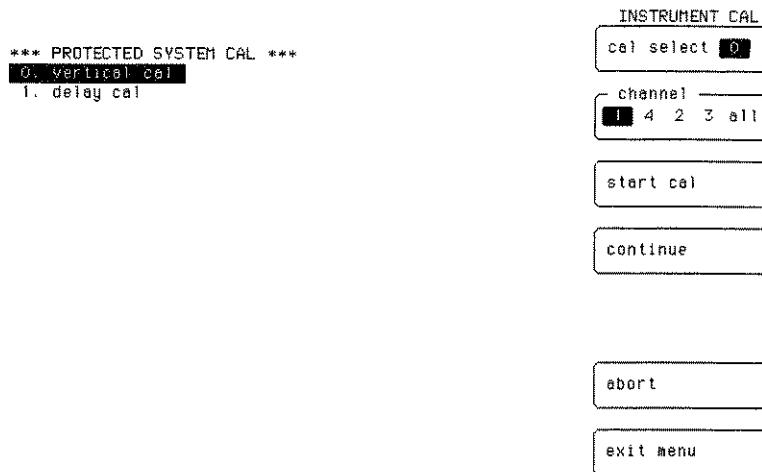 *** PROTECTED SYSTEM CAL ***
0. vertical cal
1. delay cal
INSTRUMENT CAL
cal select 0
channel
1 4 2 3 all
start cal
continue
abort
exit menu